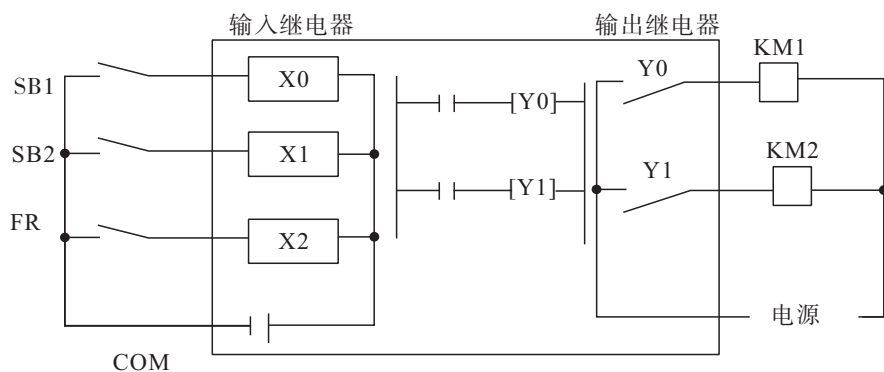 输入继电器
输出继电器
KM1
SB1
X0
[Y0]
Y0
SB2
X1
[Y1]
Y1
KM2
FR
X2
电源
COM